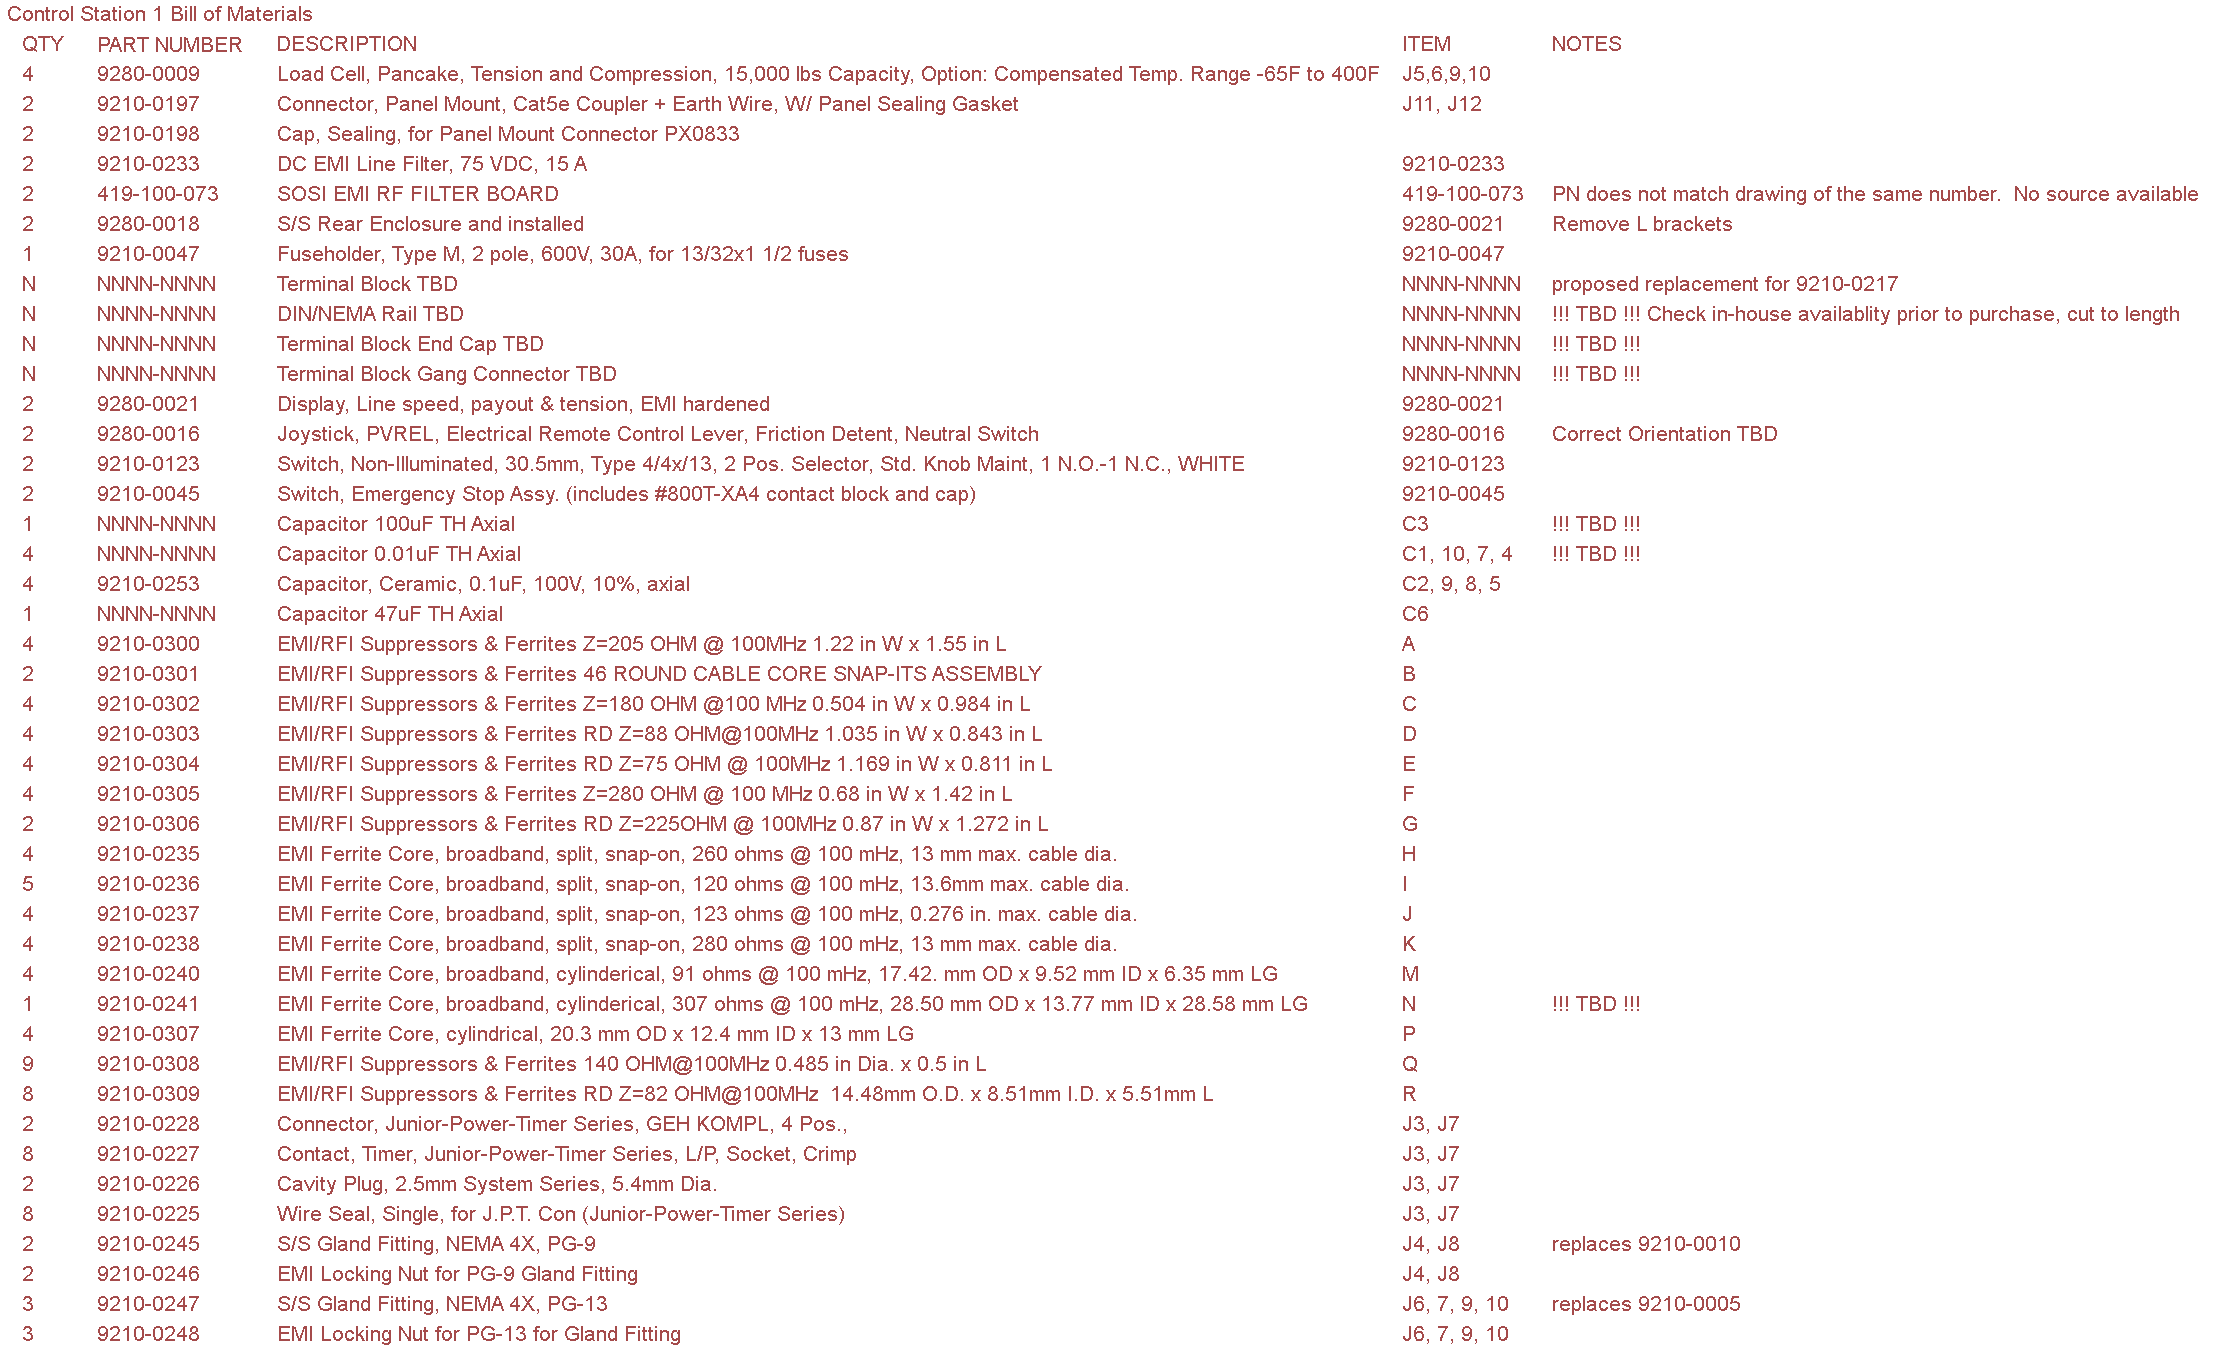 Control Station 1 Bill of Materials
QTY PART NUMBER DESCRIPTION ITEM NOTES
4 9280-0009 Load Cell, Pancake, Tension and Compression, 15,000 lbs Capacity, Option: Compensated Temp. Range -65F to 400F J5,6,9,10
2 9210-0197 Connector, Panel Mount, Cat5e Coupler + Earth Wire, W/ Panel Sealing Gasket J11, J12
2 9210-0198 Cap, Sealing, for Panel Mount Connector PX0833
2 9210-0233 DC EMI Line Filter, 75 VDC, 15 A 9210-0233
2 419-100-073 SOSI EMI RF FILTER BOARD 419-100-073 PN does not match drawing of the same number.  No source available
2 9280-0018 S/S Rear Enclosure and installed 9280-0021 Remove L brackets
1 9210-0047 Fuseholder, Type M, 2 pole, 600V, 30A, for 13/32x1 1/2 fuses 9210-0047
N NNNN-NNNN Terminal Block TBD NNNN-NNNN proposed replacement for 9210-0217
N NNNN-NNNN DIN/NEMA Rail TBD NNNN-NNNN !!! TBD !!! Check in-house availablity prior to purchase, cut to length
N NNNN-NNNN Terminal Block End Cap TBD NNNN-NNNN !!! TBD !!!
N NNNN-NNNN Terminal Block Gang Connector TBD NNNN-NNNN !!! TBD !!!
2 9280-0021 Display, Line speed, payout & tension, EMI hardened 9280-0021
2 9280-0016 Joystick, PVREL, Electrical Remote Control Lever, Friction Detent, Neutral Switch 9280-0016 Correct Orientation TBD
2 9210-0123 Switch, Non-Illuminated, 30.5mm, Type 4/4x/13, 2 Pos. Selector, Std. Knob Maint, 1 N.O.-1 N.C., WHITE 9210-0123
2 9210-0045 Switch, Emergency Stop Assy. (includes #800T-XA4 contact block and cap) 9210-0045
1 NNNN-NNNN Capacitor 100uF TH Axial C3 !!! TBD !!!
4 NNNN-NNNN Capacitor 0.01uF TH Axial C1, 10, 7, 4 !!! TBD !!!
4 9210-0253 Capacitor, Ceramic, 0.1uF, 100V, 10%, axial C2, 9, 8, 5
1 NNNN-NNNN Capacitor 47uF TH Axial C6
4 9210-0300 EMI/RFI Suppressors & Ferrites Z=205 OHM @ 100MHz 1.22 in W x 1.55 in L A
2 9210-0301 EMI/RFI Suppressors & Ferrites 46 ROUND CABLE CORE SNAP-ITS ASSEMBLY B
4 9210-0302 EMI/RFI Suppressors & Ferrites Z=180 OHM @100 MHz 0.504 in W x 0.984 in L C
4 9210-0303 EMI/RFI Suppressors & Ferrites RD Z=88 OHM@100MHz 1.035 in W x 0.843 in L D
4 9210-0304 EMI/RFI Suppressors & Ferrites RD Z=75 OHM @ 100MHz 1.169 in W x 0.811 in L E
4 9210-0305 EMI/RFI Suppressors & Ferrites Z=280 OHM @ 100 MHz 0.68 in W x 1.42 in L F
2 9210-0306 EMI/RFI Suppressors & Ferrites RD Z=225OHM @ 100MHz 0.87 in W x 1.272 in L G
4 9210-0235 EMI Ferrite Core, broadband, split, snap-on, 260 ohms @ 100 mHz, 13 mm max. cable dia. H
5 9210-0236 EMI Ferrite Core, broadband, split, snap-on, 120 ohms @ 100 mHz, 13.6mm max. cable dia. I
4 9210-0237 EMI Ferrite Core, broadband, split, snap-on, 123 ohms @ 100 mHz, 0.276 in. max. cable dia. J
4 9210-0238 EMI Ferrite Core, broadband, split, snap-on, 280 ohms @ 100 mHz, 13 mm max. cable dia. K
4 9210-0240 EMI Ferrite Core, broadband, cylinderical, 91 ohms @ 100 mHz, 17.42. mm OD x 9.52 mm ID x 6.35 mm LG M
1 9210-0241 EMI Ferrite Core, broadband, cylinderical, 307 ohms @ 100 mHz, 28.50 mm OD x 13.77 mm ID x 28.58 mm LG N !!! TBD !!!
4 9210-0307 EMI Ferrite Core, cylindrical, 20.3 mm OD x 12.4 mm ID x 13 mm LG P
9 9210-0308 EMI/RFI Suppressors & Ferrites 140 OHM@100MHz 0.485 in Dia. x 0.5 in L Q
8 9210-0309 EMI/RFI Suppressors & Ferrites RD Z=82 OHM@100MHz  14.48mm O.D. x 8.51mm I.D. x 5.51mm L R
2 9210-0228 Connector, Junior-Power-Timer Series, GEH KOMPL, 4 Pos., J3, J7
8 9210-0227 Contact, Timer, Junior-Power-Timer Series, L/P, Socket, Crimp J3, J7
2 9210-0226 Cavity Plug, 2.5mm System Series, 5.4mm Dia. J3, J7
8 9210-0225 Wire Seal, Single, for J.P.T. Con (Junior-Power-Timer Series) J3, J7
2 9210-0245 S/S Gland Fitting, NEMA 4X, PG-9 J4, J8 replaces 9210-0010
2 9210-0246 EMI Locking Nut for PG-9 Gland Fitting J4, J8
3 9210-0247 S/S Gland Fitting, NEMA 4X, PG-13 J6, 7, 9, 10 replaces 9210-0005
3 9210-0248 EMI Locking Nut for PG-13 for Gland Fitting J6, 7, 9, 10